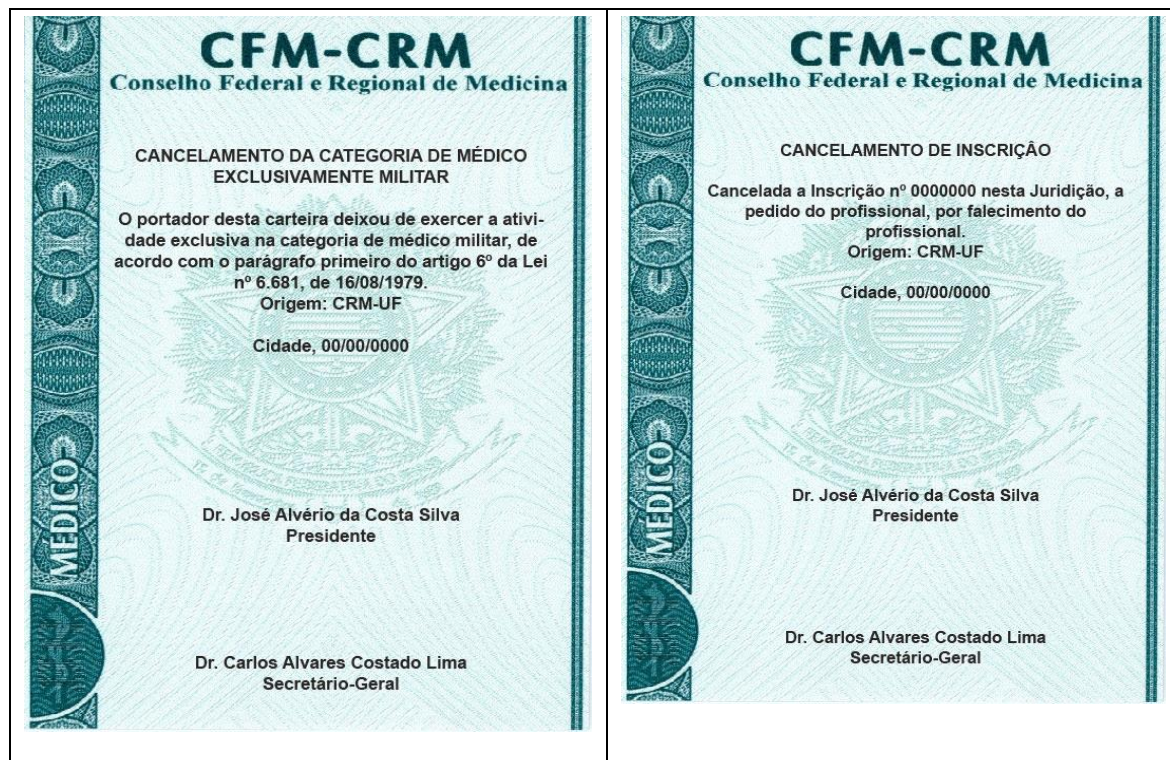 CFM-CRM
Conselho Federal e Regional de Medicina
CANCELAMENTO DA CATEGORIA DE MÉDICO
EXCLUSIVAMENTE MILITAR
O portador desta carteira deixou de exercer a ativi-
dade exclusiva na categoria de médico militar, de
acordo com o parágrafo primeiro do artigo 6º da Lei
nº 6.681, de 16/08/1979.
Origem: CRM-UF
Cidade, 00/00/0000
Dr. José Alvério da Costa Silva
Presidente
Dr. Carlos Alvares Costado Lima
Secretário-Geral
MÉDICO
CFM-CRM
Conselho Federal e Regional de Medicina
CANCELAMENTO DE INSCRIÇÂO
Cancelada a Inscrição nº 0000000 nesta Juridição, a
pedido do profissional, por falecimento do
profissional.
Origem: CRM-UF
Cidade, 00/00/0000
Dr. José Alvério da Costa Silva
Presidente
Dr. Carlos Alvares Costado Lima
Secretário-Geral
MÉDICO